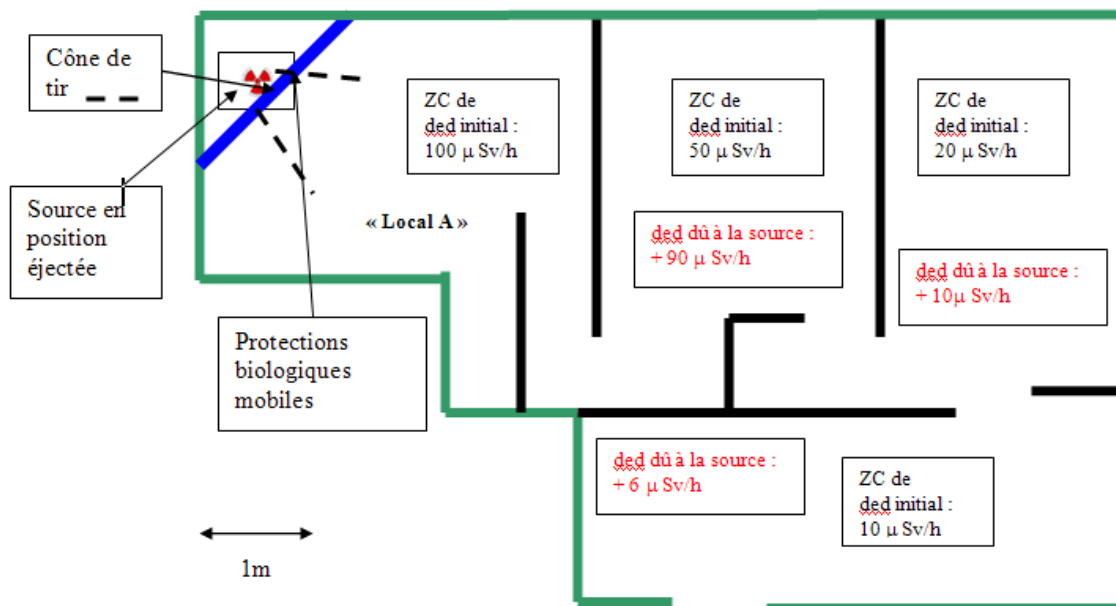 Cône de
tir
ZC de
ded initial :
100 µ Sv/h
ZC de
ded initial :
50 µ Sv/h
ZC de
ded initial :
20 µ Sv/h
Source en
position
éjectée
« Local A »
ded dû à la source :
+ 90 µ Sv/h
ded dû à la source :
+ 10µ Sv/h
Protections
biologiques
mobiles
ded dû à la source :
+ 6 µ Sv/h
ZC de
ded initial :
10 µ Sv/h
1m